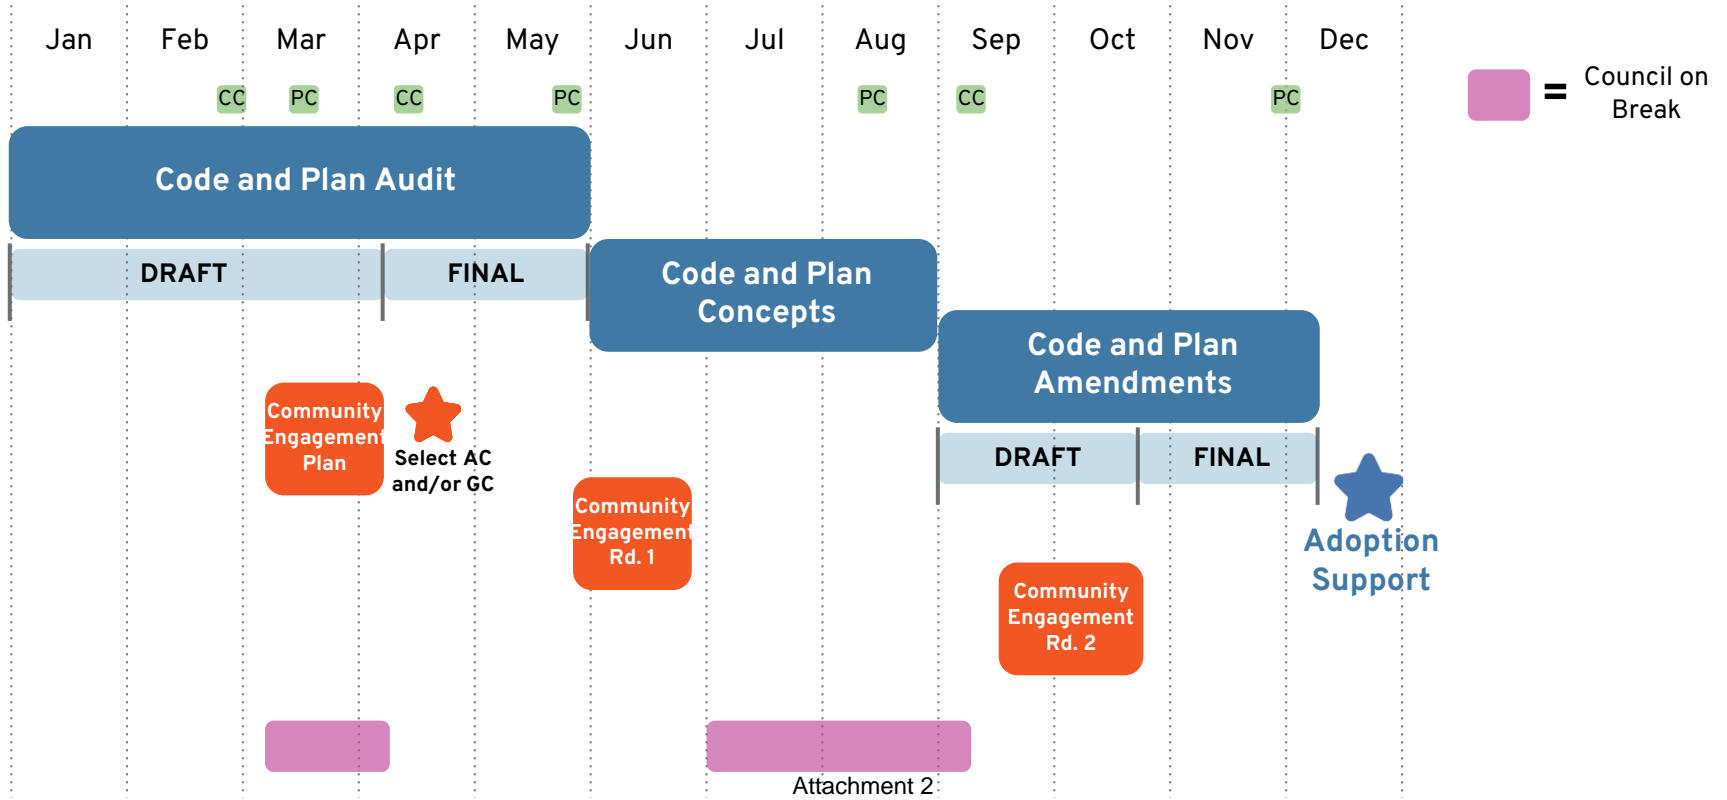 Jan Feb Mar Apr May Jun Jul Aug Sep Oct Nov Dec
CC PC CC PC PC CC PC
= Council on
Break
Code and Plan Audit
DRAFT FINAL
Code and Plan
Concepts
Code and Plan
Amendments
DRAFT FINAL
Community
Engagement
Plan
Select AC
and/or GC
Community
Engagement
Rd. 1
Adoption
Support
Community
Engagement
Rd. 2
Attachment 2